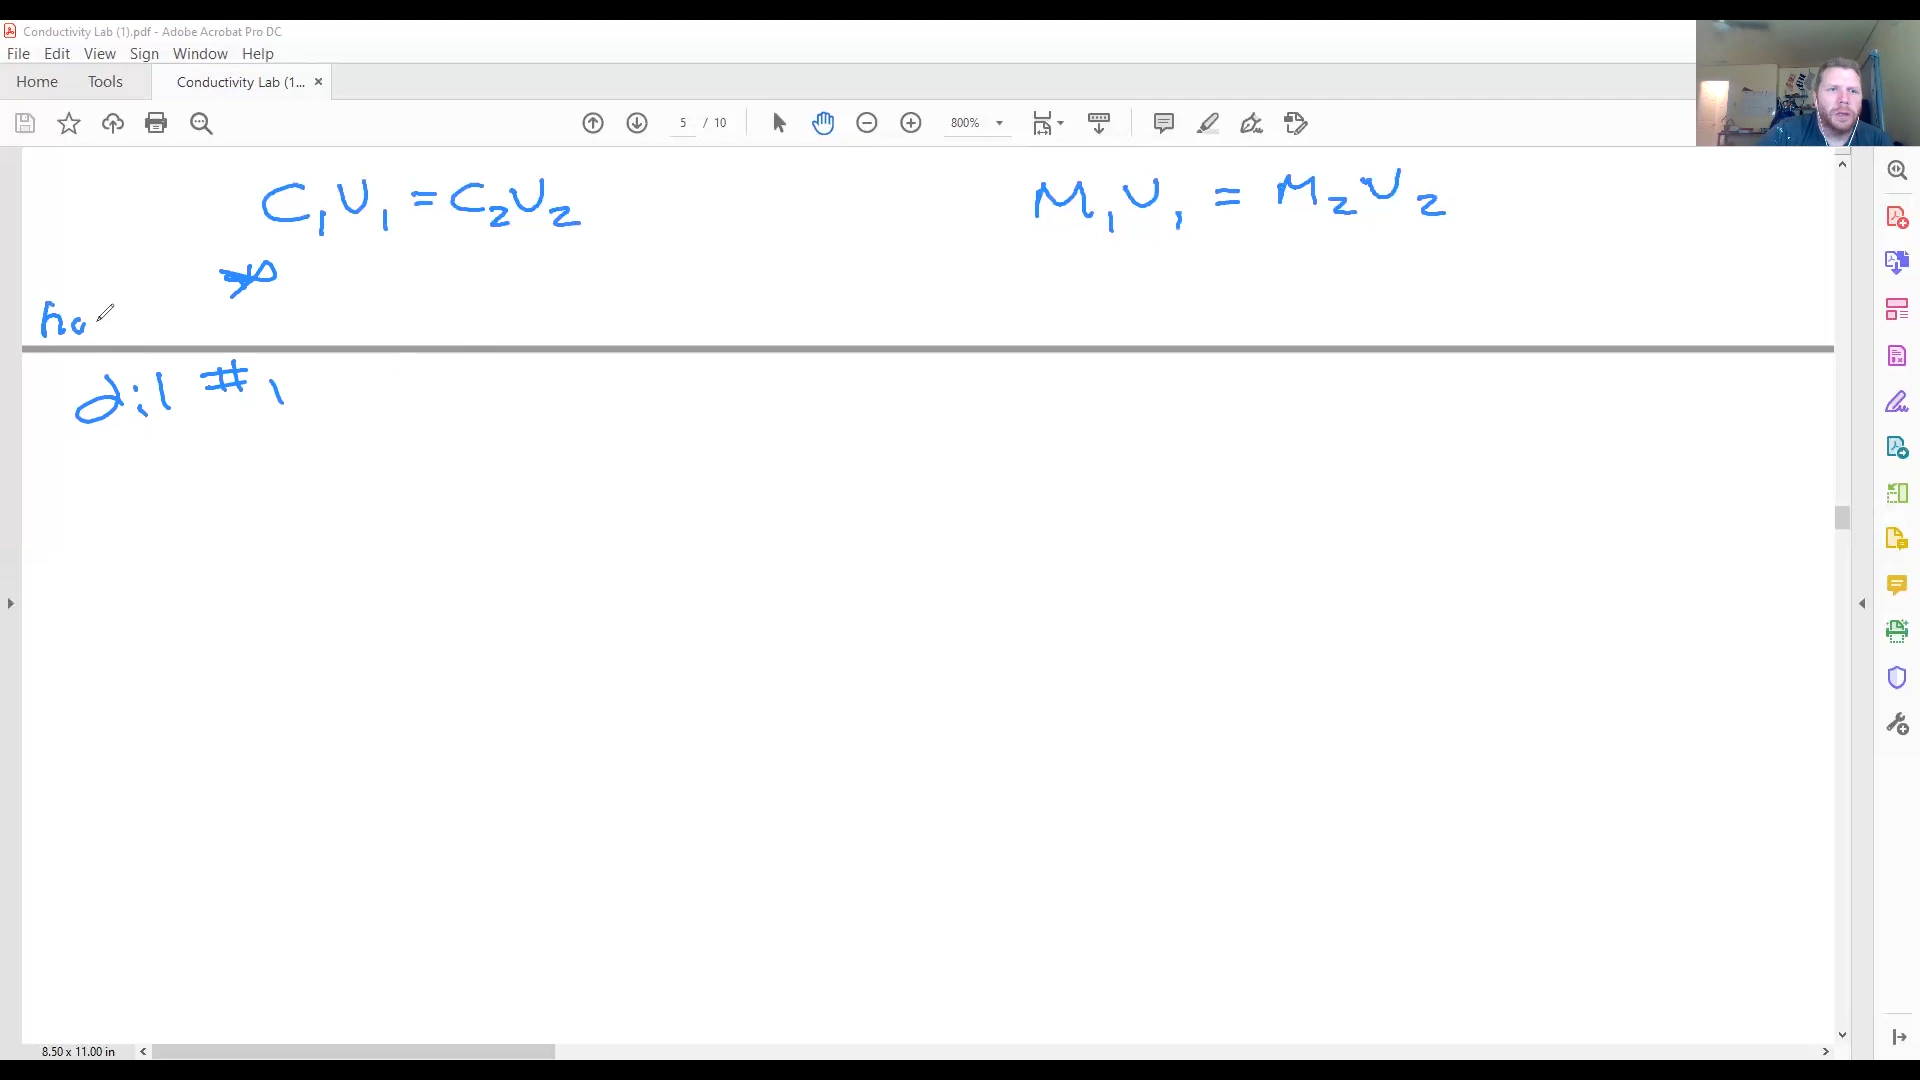 Conductivity Lab (1).pdf - Adobe Acrobat Pro DC
File Edit View Sign Window Help
Home Tools Conductivity Lab (1... ×
5 / 10 800%
C₁V₁ = C₂V₂
M₁V₁ = M₂V₂
dil #1
8.50 x 11.00 in